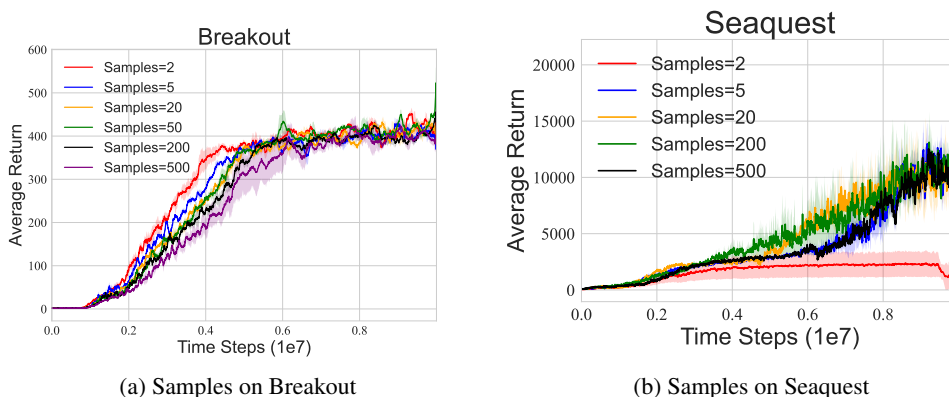 Breakout
600
500
400
300
200
100
0
Samples=2
Samples=5
Samples=20
Samples=50
Samples=200
Samples=500
Average Return
0.0 0.2 0.4 0.6 0.8
Time Steps (1e7)
(a) Samples on Breakout
Seaquest
20000
15000
10000
5000
0
Samples=2
Samples=5
Samples=20
Samples=200
Samples=500
Average Return
0.0 0.2 0.4 0.6 0.8
Time Steps (1e7)
(b) Samples on Seaquest